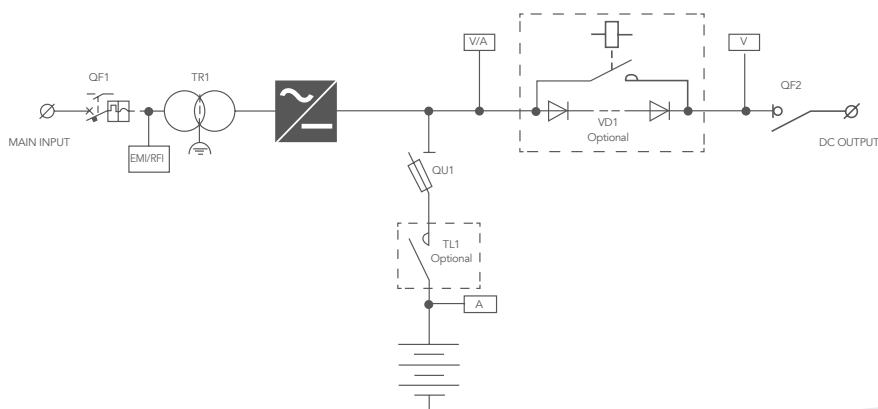 V/A
V
QF1
TR1
QF2
VD1
Optional
MAIN INPUT
DC OUTPUT
EMI/RFI
QU1
TL1
Optional
A